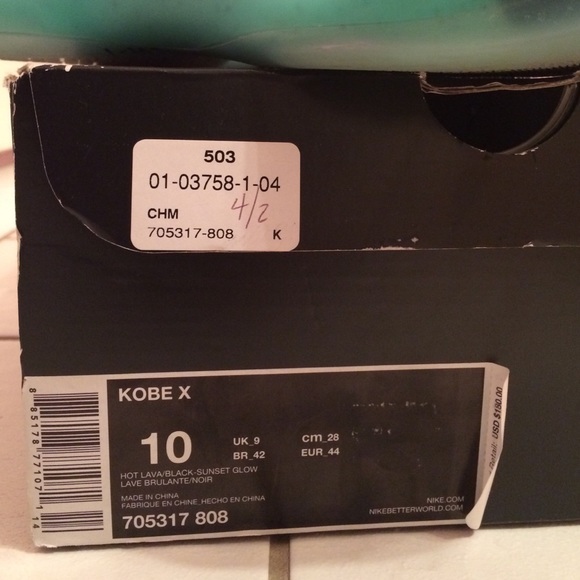 503
01-03758-1-04
4/2
CHM
705317-808 K
KOBE X
10
UK_9 cm_28
BR_42 EUR_44
HOT LAVA/BLACK-SUNSET GLOW
LAVE BRULANTE/NOIR
MADE IN CHINA
FABRIQUE EN CHINE_HECHO EN CHINA
705317 808
NIKE.COM
NIKEBETTERWORLD.COM
USD $180.00